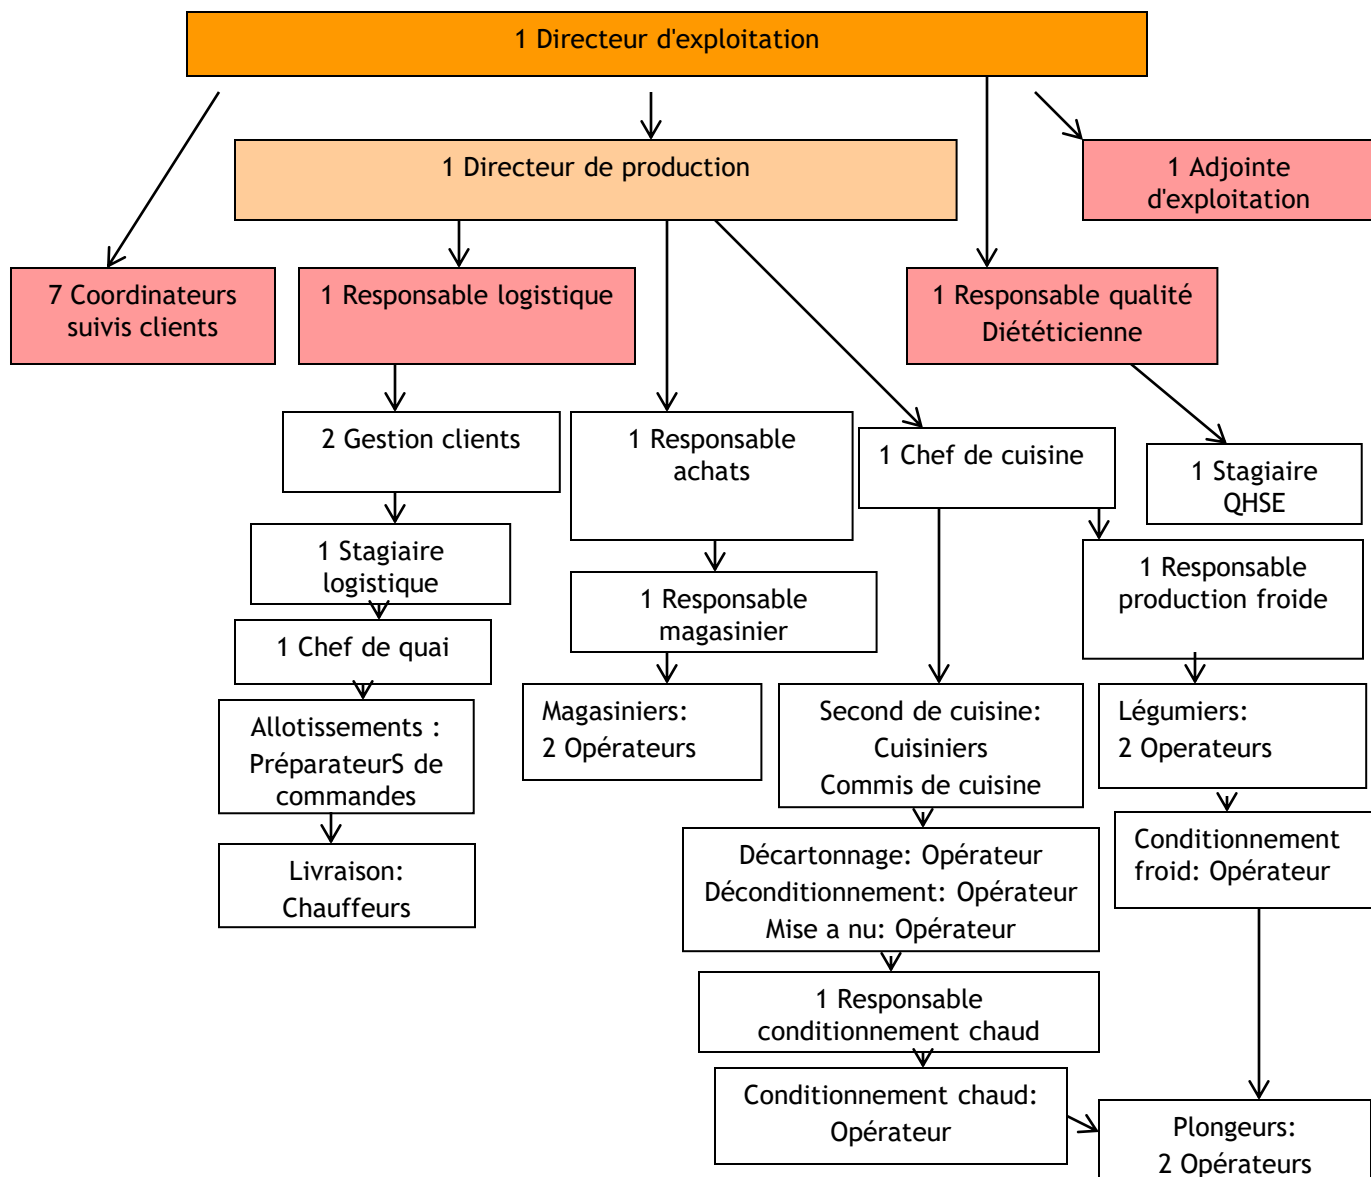 1 Directeur d'exploitation
1 Directeur de production
1 Adjointe
d'exploitation
7 Coordinateurs
suivis clients
1 Responsable logistique
1 Responsable qualité
Diététicienne
2 Gestion clients
1 Responsable
achats
1 Chef de cuisine
1 Stagiaire
QHSE
1 Stagiaire
logistique
1 Responsable
magasinier
1 Responsable
production froide
1 Chef de quai
Allotissements :
PréparateurS de
commandes
Magasiniers:
2 Opérateurs
Second de cuisine:
Cuisiniers
Commis de cuisine
Légumiers:
2 Operateurs
Livraison:
Chauffeurs
Décartonnage: Opérateur
Déconditionnement: Opérateur
Mise a nu: Opérateur
Conditionnement
froid: Opérateur
1 Responsable
conditionnement chaud
Conditionnement chaud:
Opérateur
Plongeurs:
2 Opérateurs